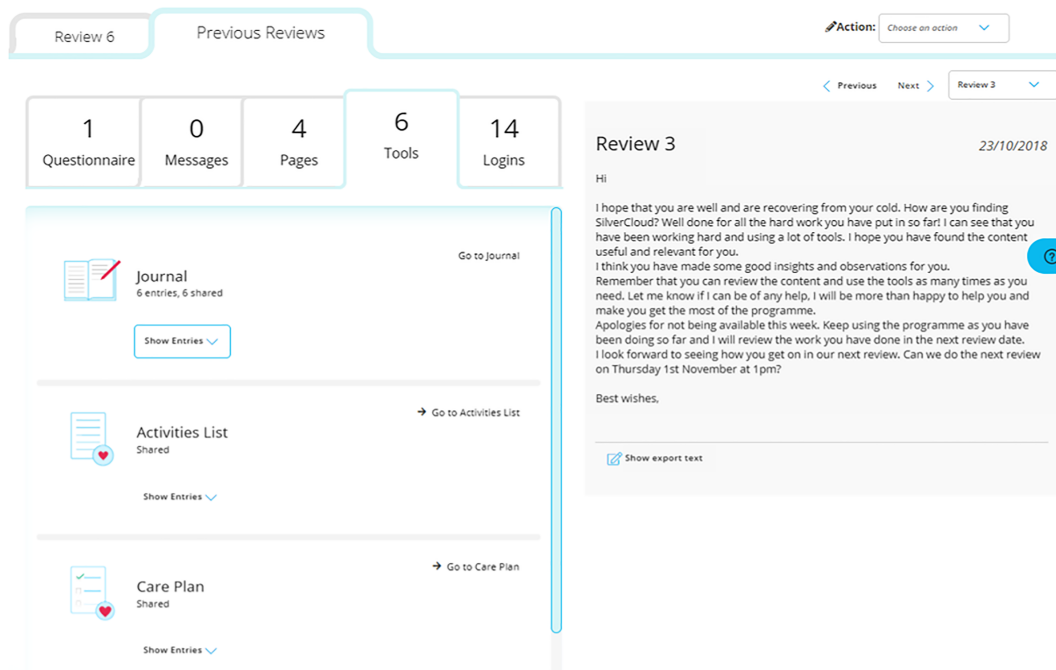 Review 6
Previous Reviews
Action:
Choose an action
Previous
Next
Review 3
1
Questionnaire
0
Messages
4
Pages
6
Tools
14
Logins
Go to Journal
Journal
6 entries, 6 shared
Show Entries
Go to Activities List
Activities List
Shared
Show Entries
Go to Care Plan
Care Plan
Shared
Show Entries
Review 3
23/10/2018
Hi
I hope that you are well and are recovering from your cold. How are you finding
SilverCloud? Well done for all the hard work you have put in so far! I can see that you
have been working hard and using a lot of tools. I hope you have found the content
useful and relevant for you.
I think you have made some good insights and observations for you.
Remember that you can review the content and use the tools as many times as you
need. Let me know if I can be of any help, I will be more than happy to help you and
make you get the most of the programme.
Apologies for not being available this week. Keep using the programme as you have
been doing so far and I will review the work you have done in the next review date.
I look forward to seeing how you get on in our next review. Can we do the next review
on Thursday 1st November at 1pm?
Best wishes,
Show export text
?